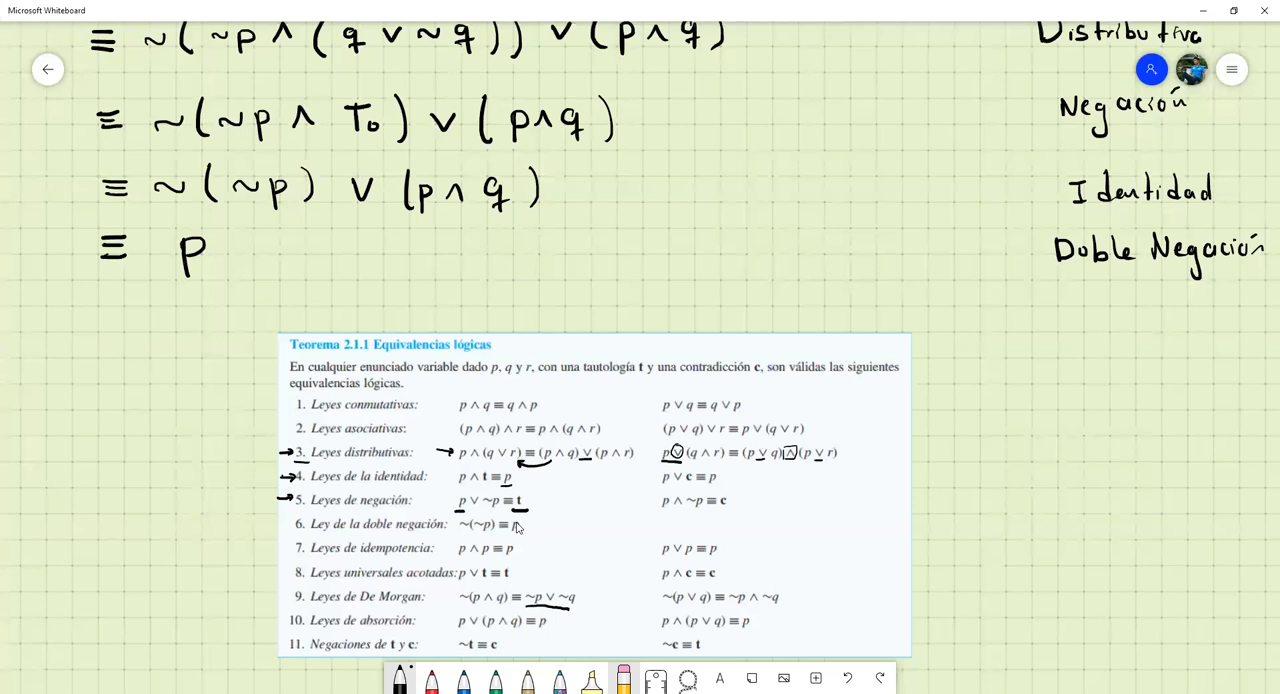 Microsoft Whiteboard
≡ ~(~p ∧ (q ∨ ~q)) ∨ (p ∧ q) Distributiva
≡ ~(~p ∧ T₀) ∨ (p ∧ q) Negación
≡ ~(~p) ∨ (p ∧ q) Identidad
≡ p Doble Negación
Teorema 2.1.1 Equivalencias lógicas
En cualquier enunciado variable dado p, q y r, con una tautología t y una contradicción c, son válidas las siguientes
equivalencias lógicas.
1. Leyes conmutativas: p ∧ q ≡ q ∧ p p ∨ q ≡ q ∨ p
2. Leyes asociativas: (p ∧ q) ∧ r ≡ p ∧ (q ∧ r) (p ∨ q) ∨ r ≡ p ∨ (q ∨ r)
3. Leyes distributivas: p ∧ (q ∨ r) ≡ (p ∧ q) ∨ (p ∧ r) p ∨ (q ∧ r) ≡ (p ∨ q) ∧ (p ∨ r)
4. Leyes de la identidad: p ∧ t ≡ p p ∨ c ≡ p
5. Leyes de negación: p ∨ ~p ≡ t p ∧ ~p ≡ c
6. Ley de la doble negación: ~(~p) ≡ p
7. Leyes de idempotencia: p ∧ p ≡ p p ∨ p ≡ p
8. Leyes universales acotadas: p ∨ t ≡ t p ∧ c ≡ c
9. Leyes de De Morgan: ~(p ∧ q) ≡ ~p ∨ ~q ~(p ∨ q) ≡ ~p ∧ ~q
10. Leyes de absorción: p ∨ (p ∧ q) ≡ p p ∧ (p ∨ q) ≡ p
11. Negaciones de t y c: ~t ≡ c ~c ≡ t
A